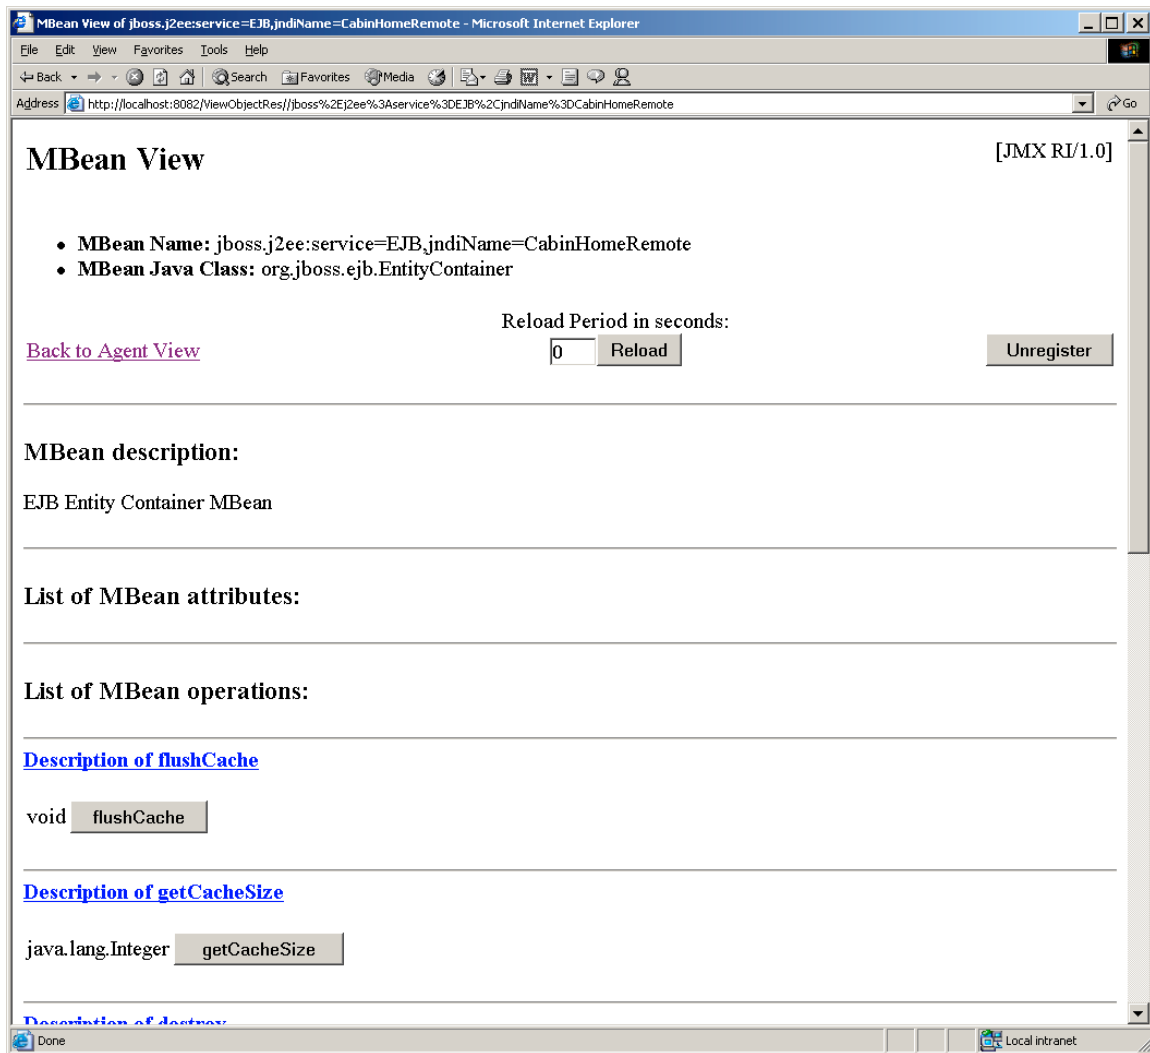 MBean View of jboss.j2ee:service=EJB,jndiName=CabinHomeRemote - Microsoft Internet Explorer
File Edit View Favorites Tools Help
Back Search Favorites Media
Address http://localhost:8082/ViewObjectRes//jboss%2Ej2ee%3Aservice%3DEJB%2CjndiName%3DCabinHomeRemote Go
MBean View [JMX RI/1.0]
• MBean Name: jboss.j2ee:service=EJB,jndiName=CabinHomeRemote
• MBean Java Class: org.jboss.ejb.EntityContainer
Reload Period in seconds:
Back to Agent View 0 Reload Unregister
MBean description:
EJB Entity Container MBean
List of MBean attributes:
List of MBean operations:
Description of flushCache
void flushCache
Description of getCacheSize
java.lang.Integer getCacheSize
Description of destroy
Done Local intranet